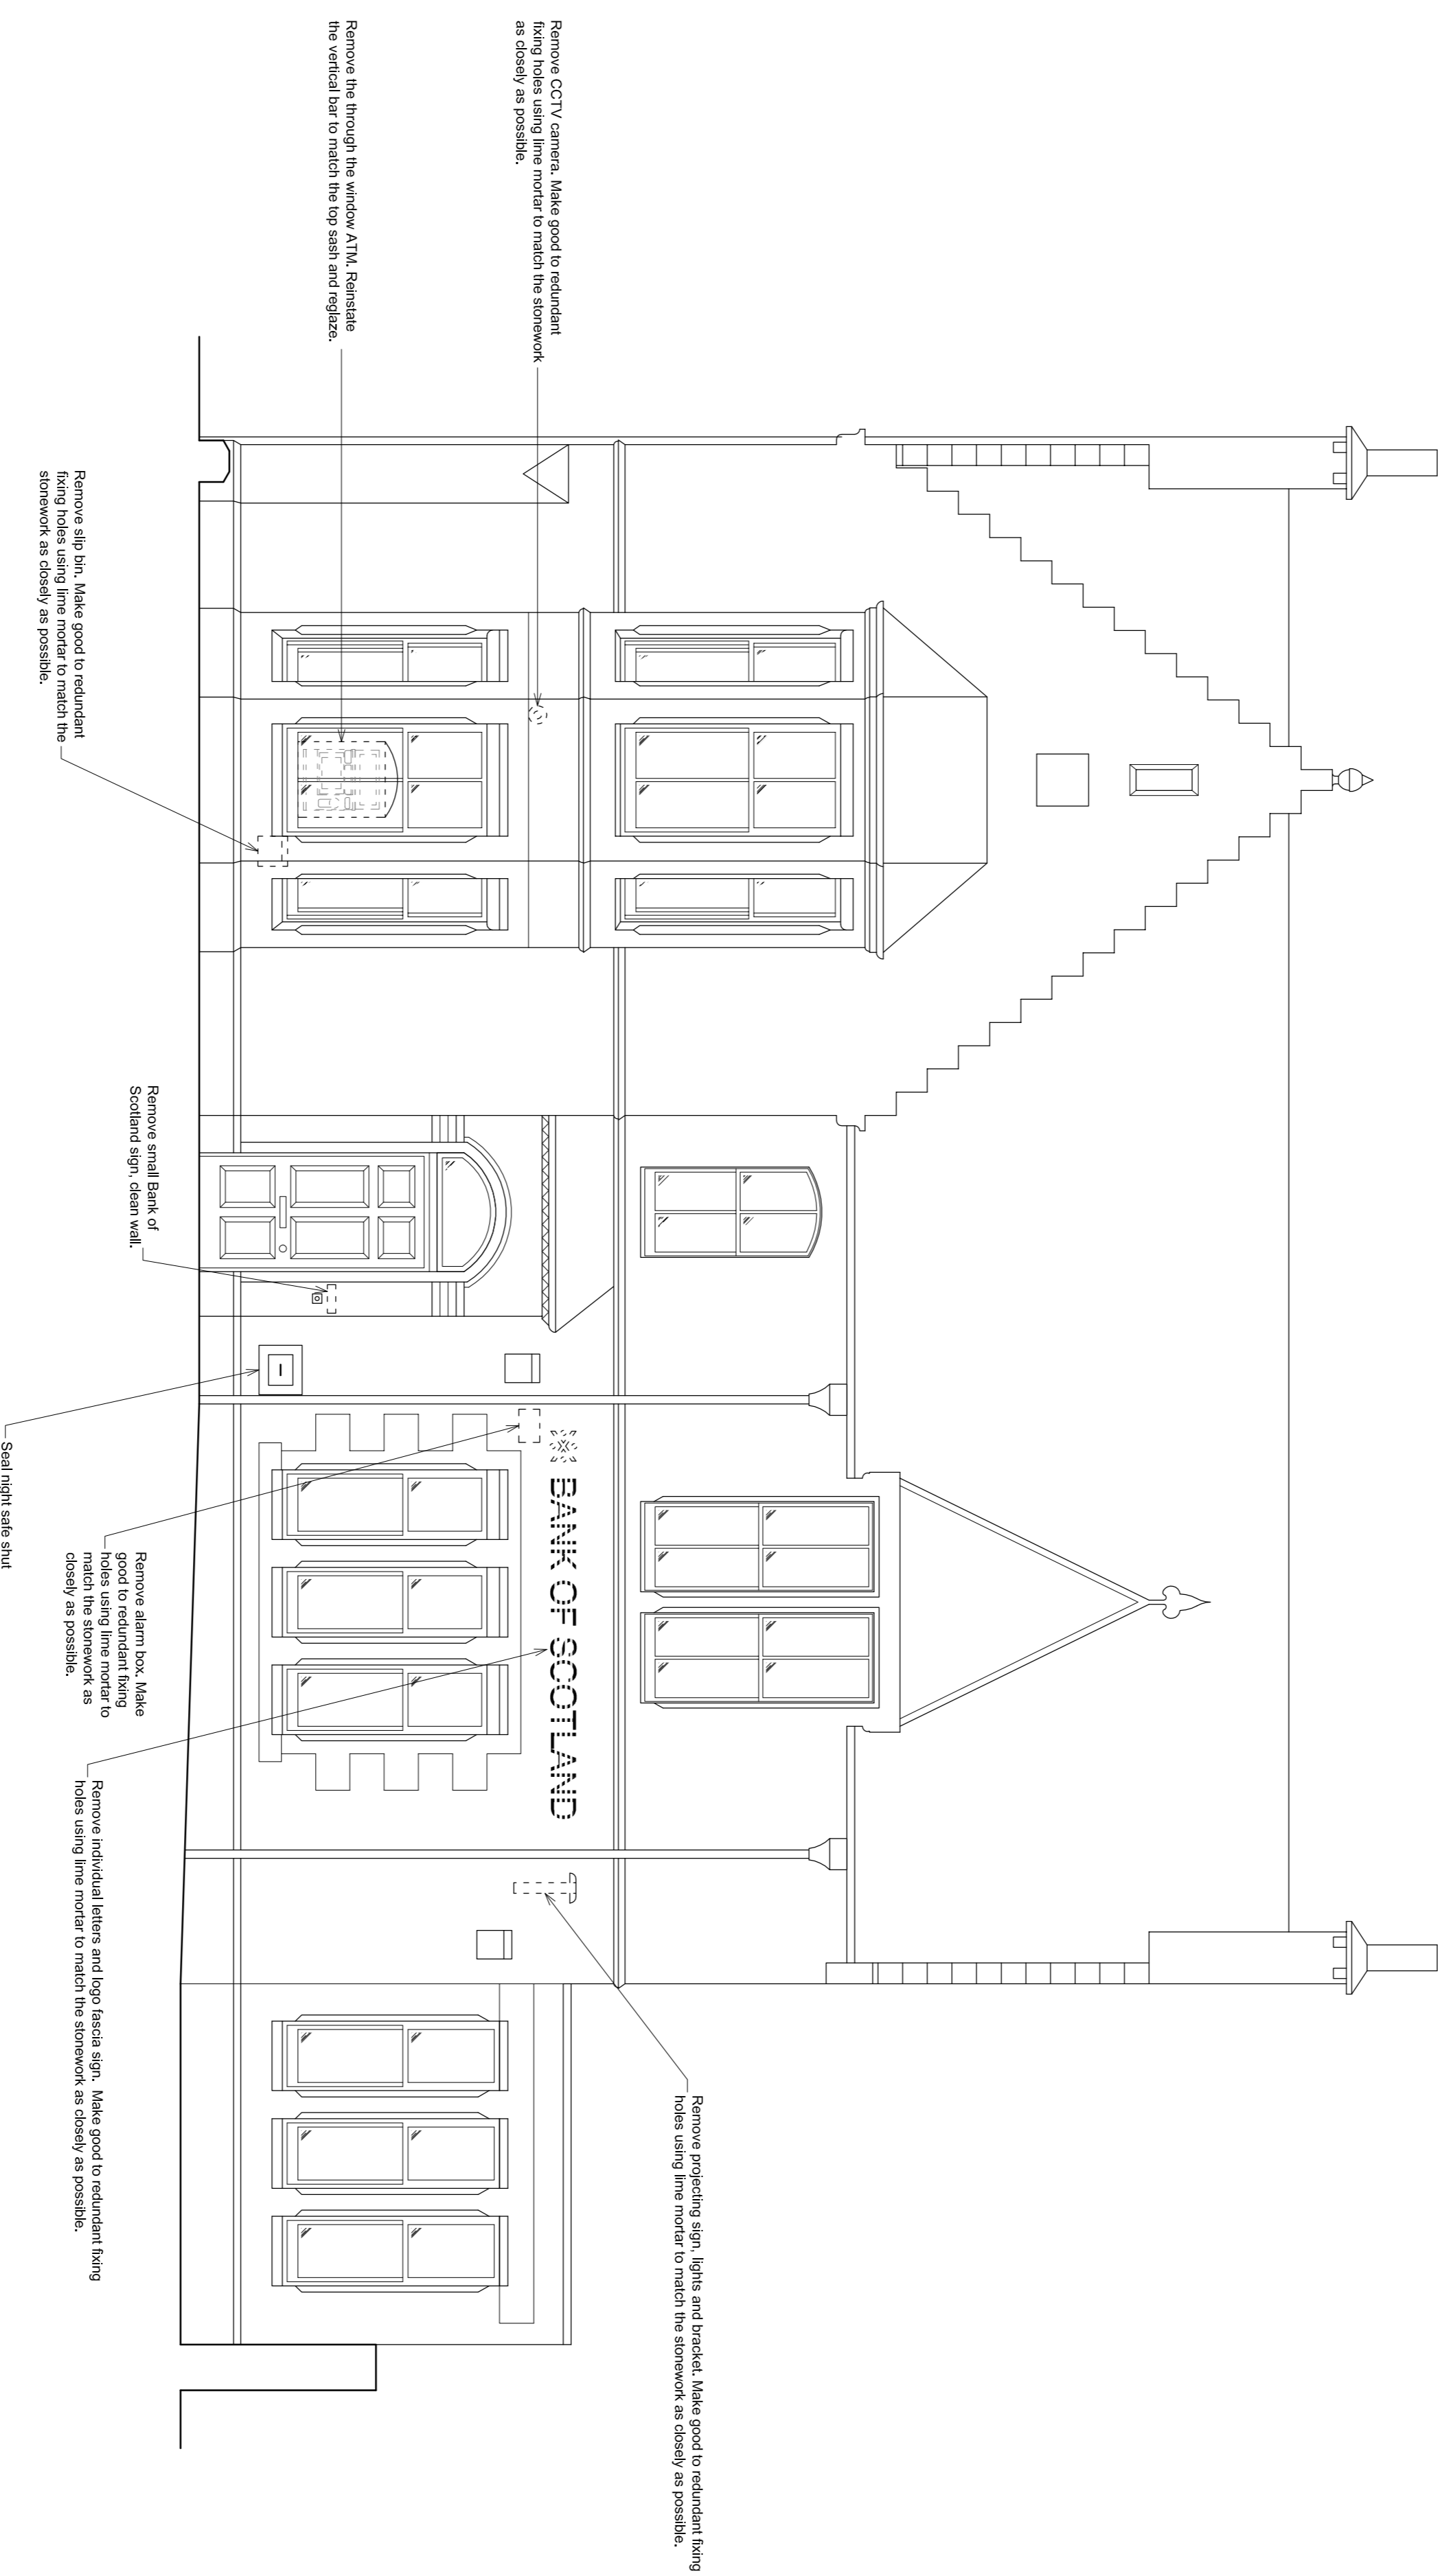 Remove CCTV camera. Make good to redundant
fixing holes using lime mortar to match the stonework
as closely as possible.
Remove the through the window ATM. Reinstate
the vertical bar to match the top sash and reglaze.
Remove slip bin. Make good to redundant
fixing holes using lime mortar to match the
stonework as closely as possible.
Remove small Bank of
Scotland sign, clean wall.
Seal night safe shut
BANK OF SCOTLAND
Remove alarm box. Make
good to redundant fixing
holes using lime mortar to
match the stonework as
closely as possible.
Remove individual letters and logo fascia sign. Make good to redundant fixing
holes using lime mortar to match the stonework as closely as possible.
Remove projecting sign, lights and bracket. Make good to redundant fixing
holes using lime mortar to match the stonework as closely as possible.